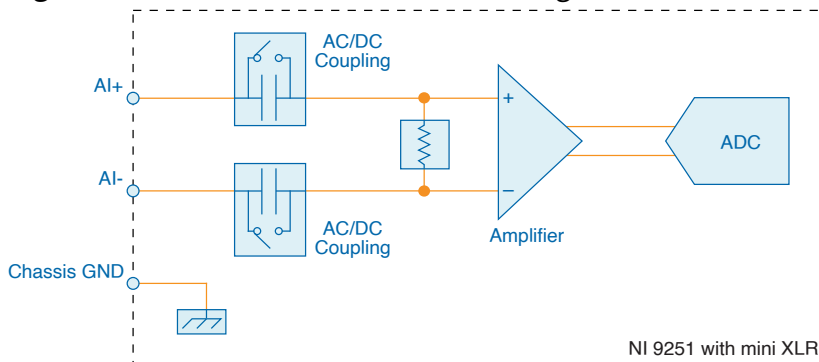 AC/DC
Coupling
AI+
+
ADC
AI-
−
AC/DC
Coupling
Amplifier
Chassis GND
NI 9251 with mini XLR